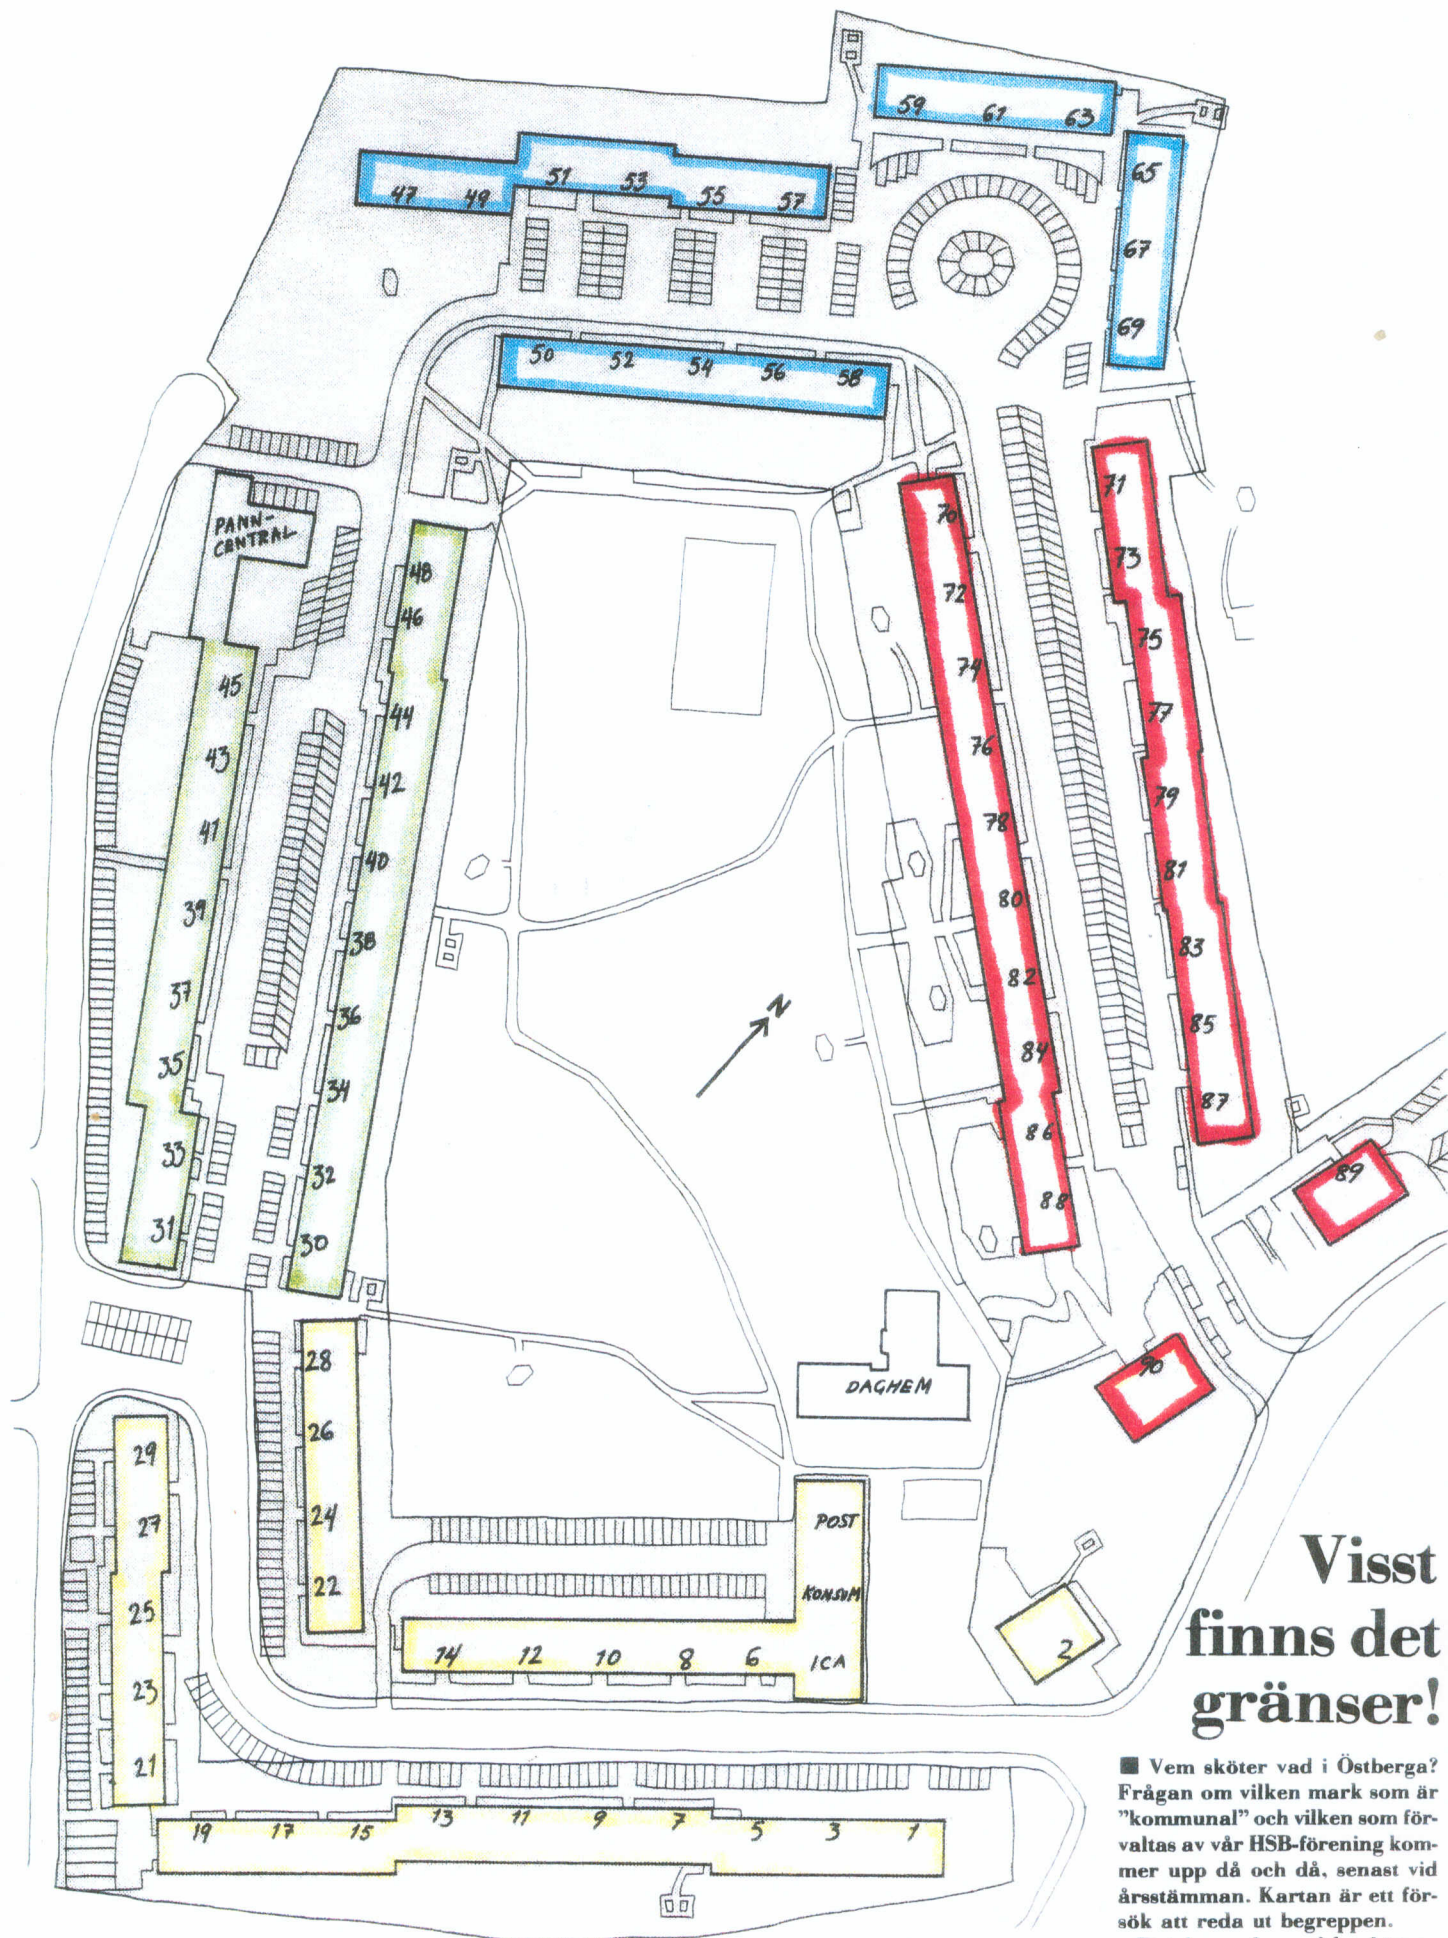 59 61 63
65
67
69
47 49 51 53 55 57
50 52 54 56 58
PANN-
CENTRAL
48
46
44
42
40
38
36
34
32
30
45
43
41
39
37
35
33
31
70
72
74
76
78
80
82
84
86
88
71
73
75
77
79
81
83
85
87
89
90
N
DAGHEM
28
26
24
22
29
27
25
23
21
POST
KONSUM
ICA
14 12 10 8 6
2
19 17 15 13 11 9 7 5 3 1
Visst
finns det
gränser!
■ Vem sköter vad i Östberga?
Frågan om vilken mark som är
”kommunal” och vilken som för-
valtas av vår HSB-förening kom-
mer upp då och då, senast vid
årsstämman. Kartan är ett för-
sök att reda ut begreppen.